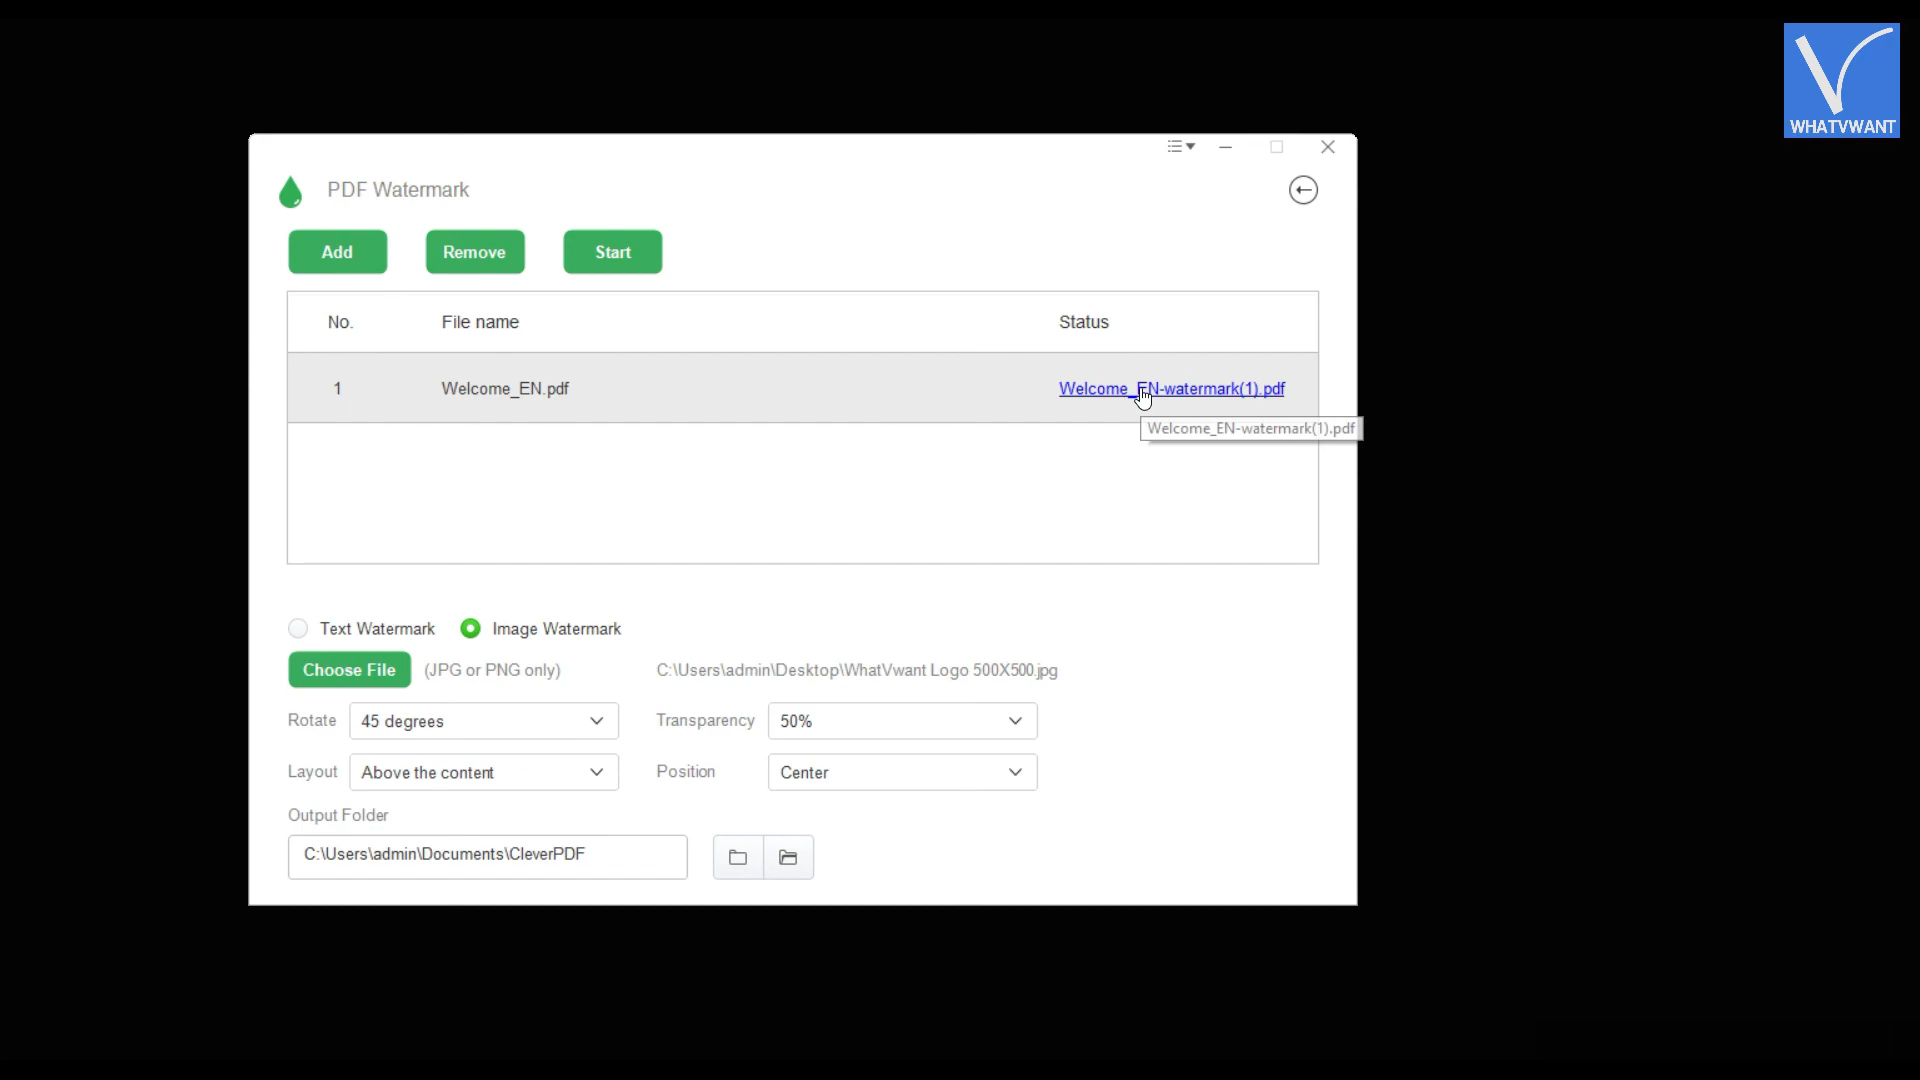 WHATVWANT
PDF Watermark
Add Remove Start
No. File name Status
1 Welcome_EN.pdf Welcome_EN-watermark(1).pdf
Welcome_EN-watermark(1).pdf
Text Watermark Image Watermark
Choose File (JPG or PNG only) C:\Users\admin\Desktop\WhatVwant Logo 500X500.jpg
Rotate 45 degrees Transparency 50%
Layout Above the content Position Center
Output Folder
C:\Users\admin\Documents\CleverPDF